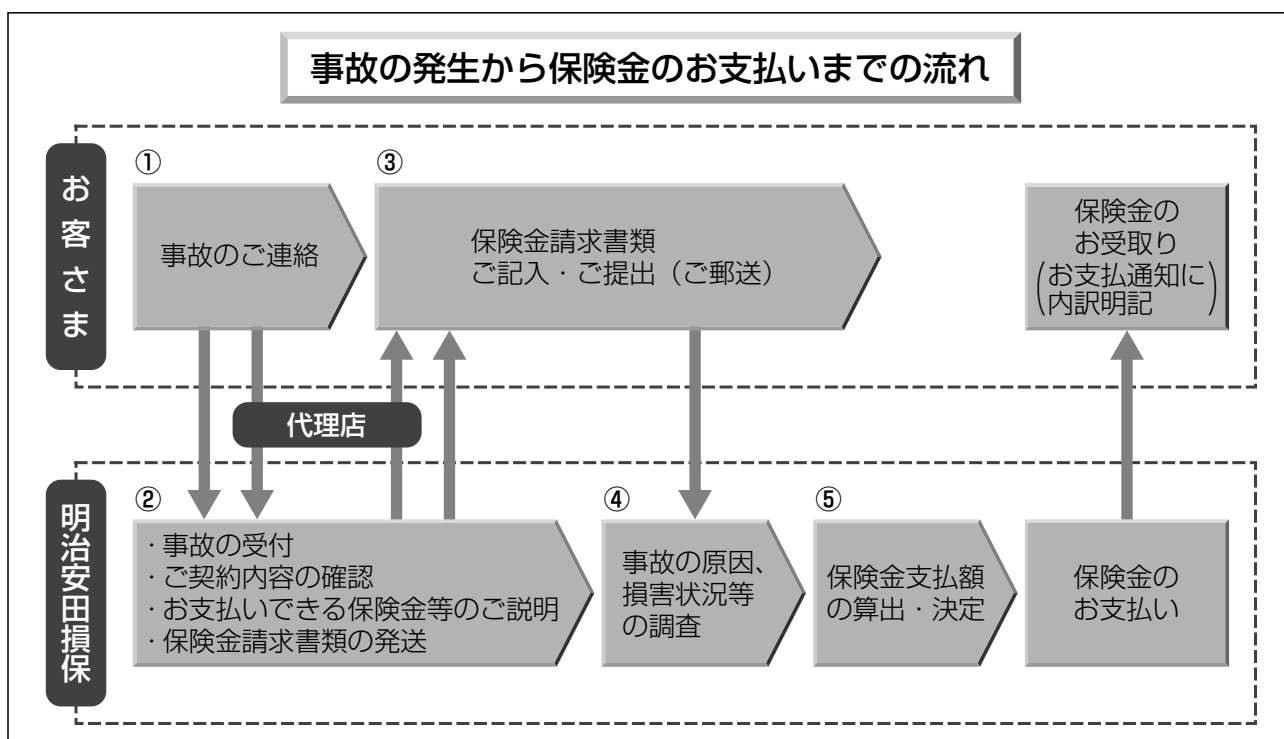 事故の発生から保険金のお支払いまでの流れ
お客さま
①
事故のご連絡
③
保険金請求書類
ご記入・ご提出（ご郵送）
保険金の
お受取り
(お支払通知に
内訳明記)
代理店
明治安田損保
②
・事故の受付
・ご契約内容の確認
・お支払いできる保険金等のご説明
・保険金請求書類の発送
④
事故の原因、
損害状況等
の調査
⑤
保険金支払額
の算出・決定
保険金の
お支払い